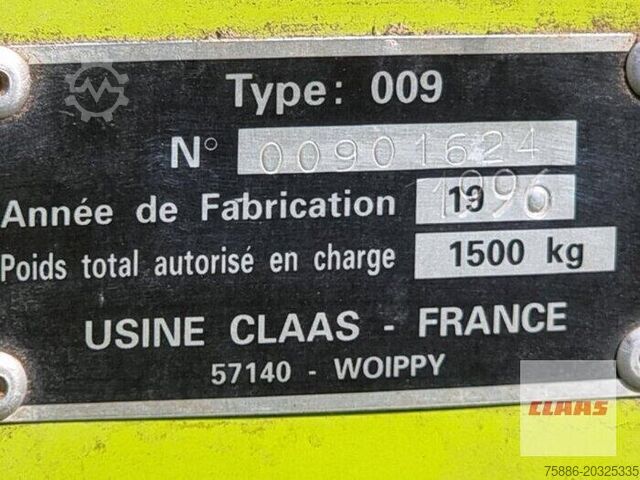 Type: 009
N° 00901624
Année de Fabrication 19 1996
Poids total autorisé en charge 1500 kg
USINE CLAAS - FRANCE
57140 - WOIPPY
CLAAS
75886-20325335